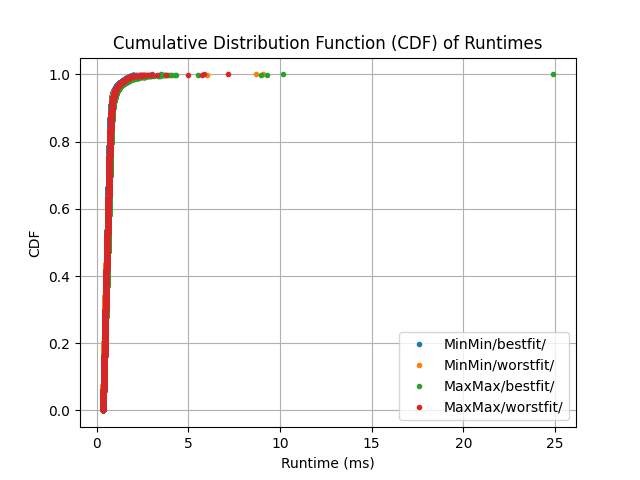 Cumulative Distribution Function (CDF) of Runtimes
1.0
0.8
0.6
0.4
0.2
0.0
CDF
0
5
10
15
20
25
Runtime (ms)
MinMin/bestfit/
MinMin/worstfit/
MaxMax/bestfit/
MaxMax/worstfit/